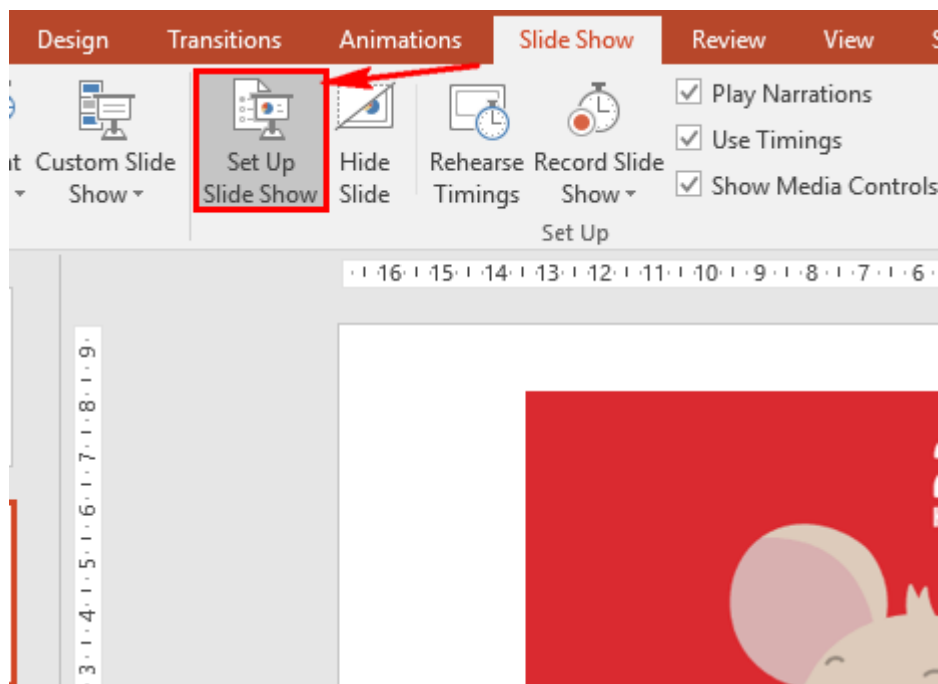 Design Transitions Animations Slide Show Review View
Custom Slide Show
Set Up Slide Show
Hide Slide
Rehearse Timings
Record Slide Show
Play Narrations
Use Timings
Show Media Controls
Set Up
16 15 14 13 12 11 10 9 8 7 6
9
8
7
6
5
4
3